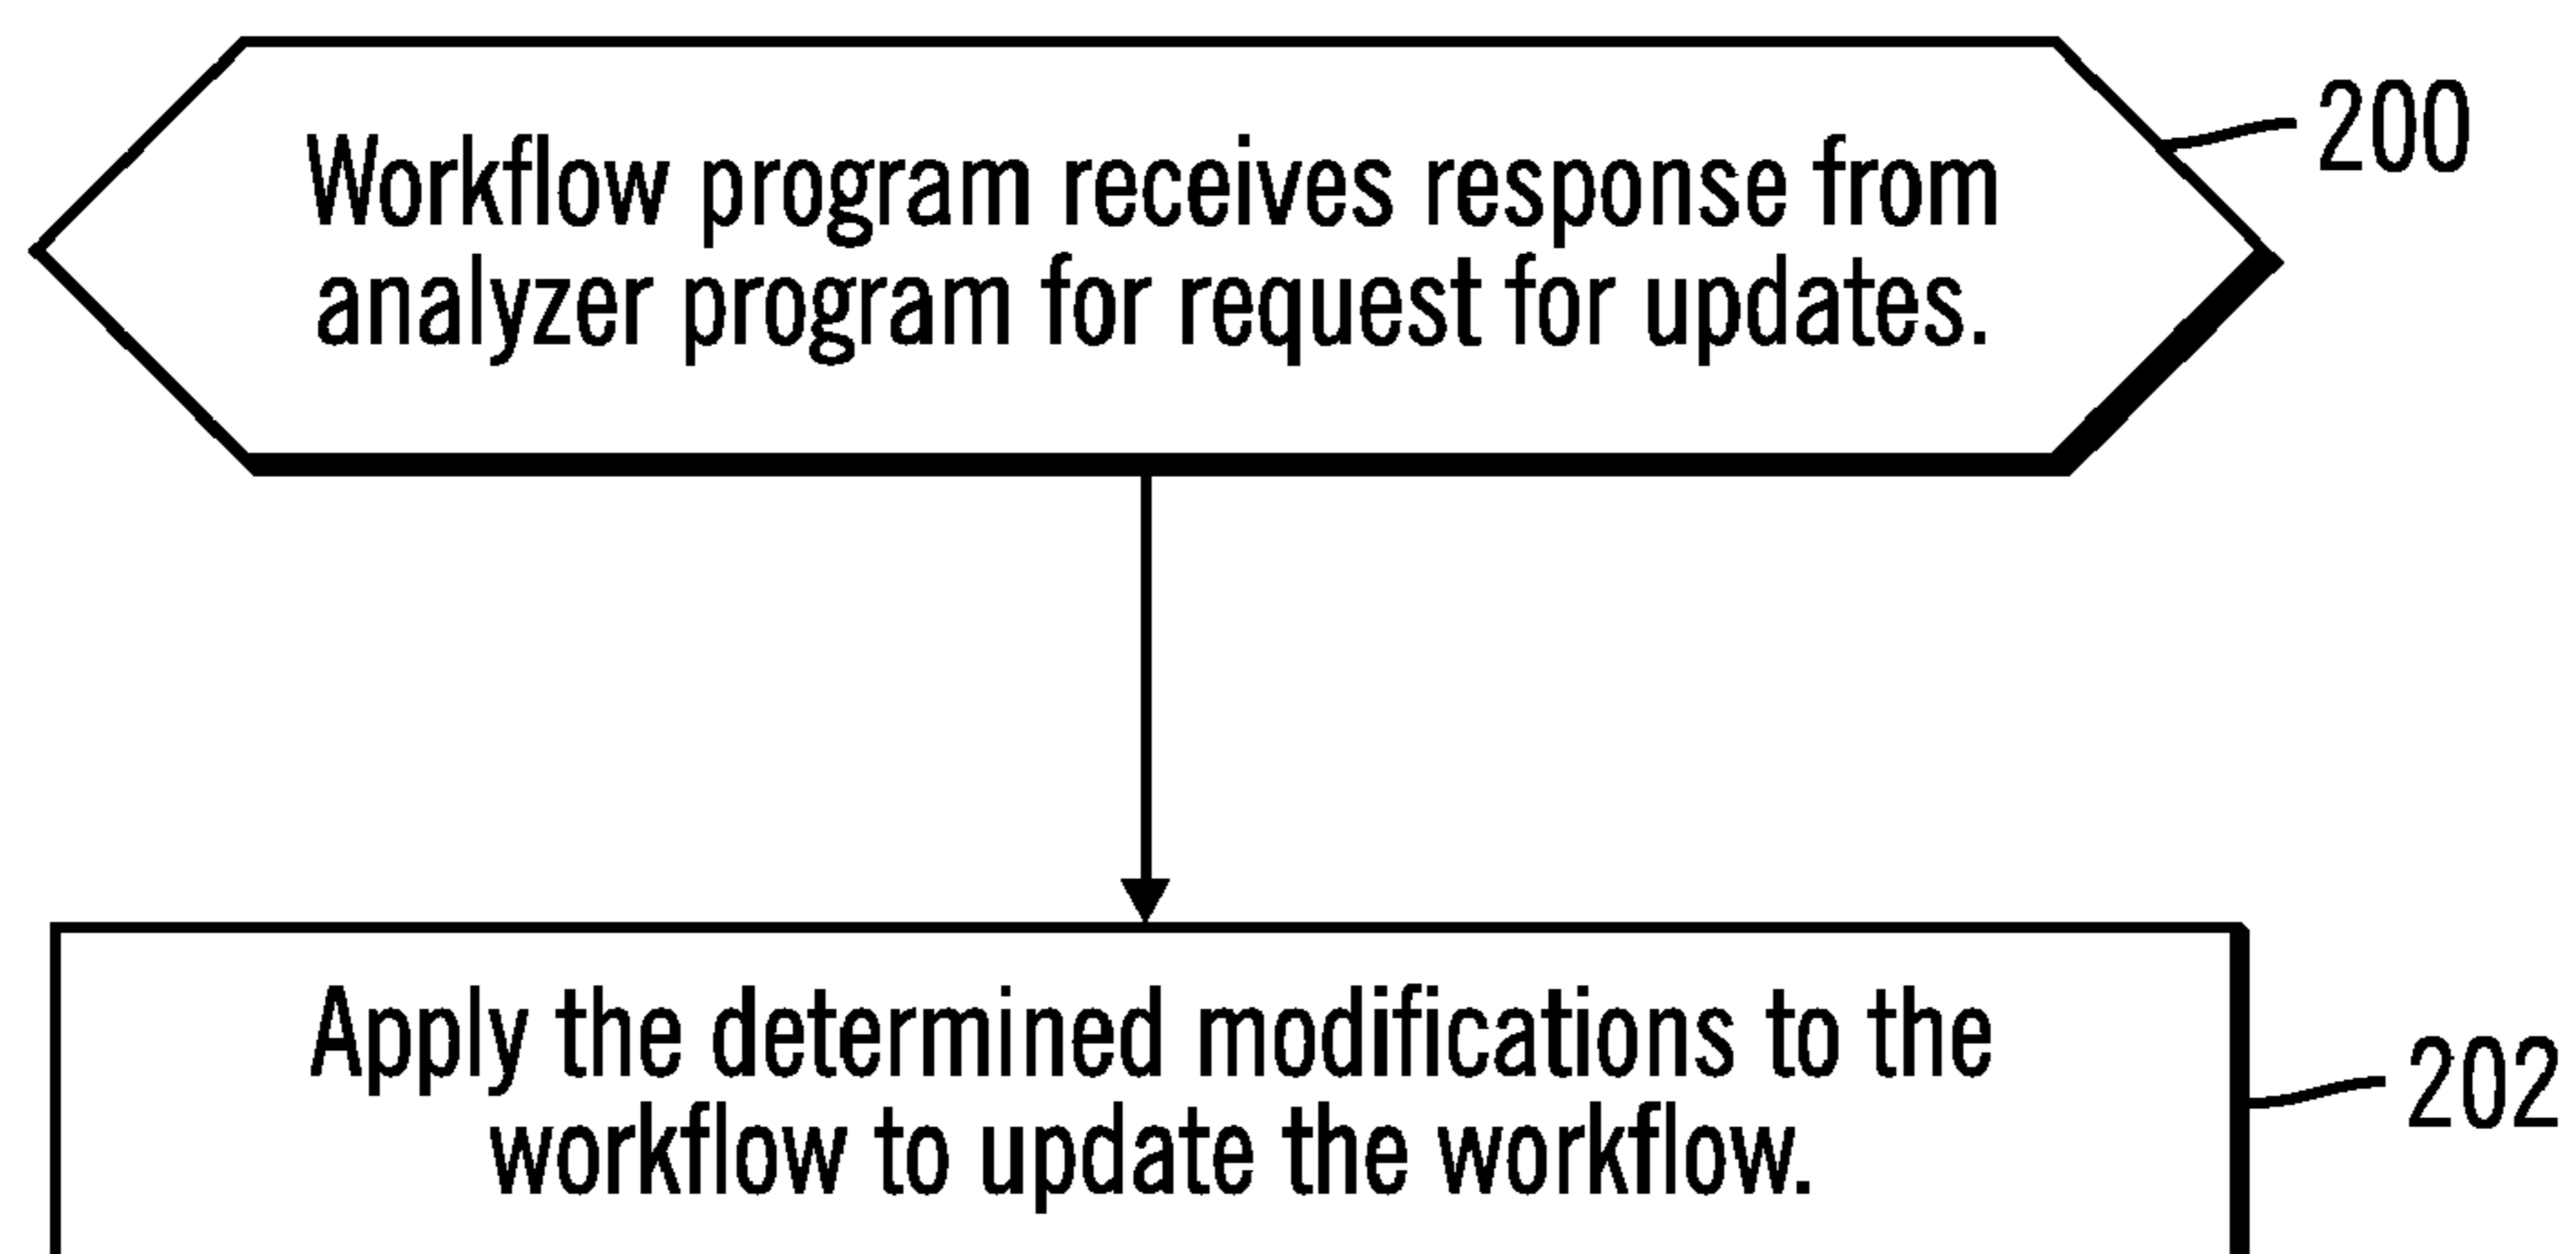 Workflow program receives response from
analyzer program for request for updates.
200
Apply the determined modifications to the
workflow to update the workflow.
202